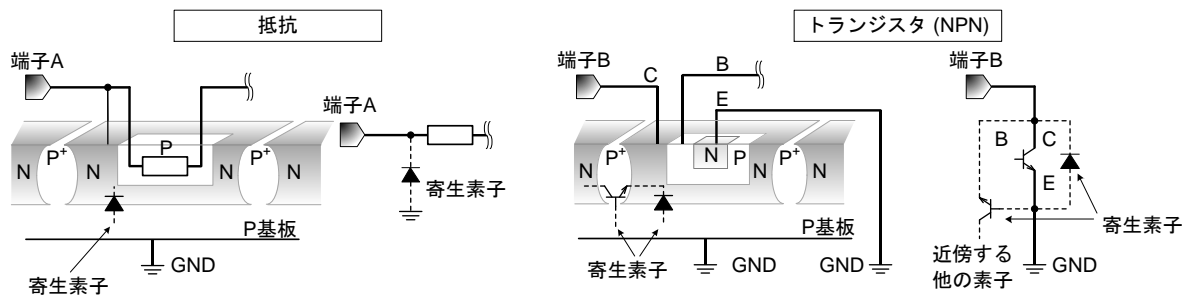 抵抗
端子A
P
N
P+
N
N
P+
N
P基板
GND
寄生素子
端子A
寄生素子
トランジスタ (NPN)
端子B
C
B
E
N
P+
N
N
P
N
P+
N
P基板
寄生素子
GND
GND
端子B
B
C
E
寄生素子
近傍する
他の素子
GND